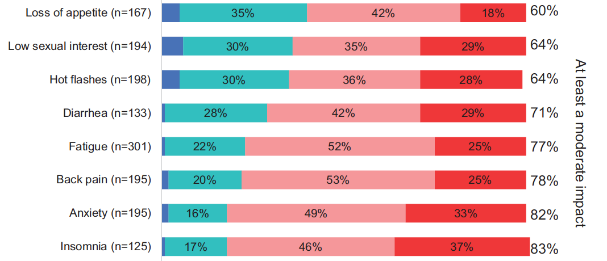 Loss of appetite (n=167) 35% 42% 18% 60%
Low sexual interest (n=194) 30% 35% 29% 64%
Hot flashes (n=198) 30% 36% 28% 64%
Diarrhea (n=133) 28% 42% 29% 71%
Fatigue (n=301) 22% 52% 25% 77%
Back pain (n=195) 20% 53% 25% 78%
Anxiety (n=195) 16% 49% 33% 82%
Insomnia (n=125) 17% 46% 37% 83%
At least a moderate impact